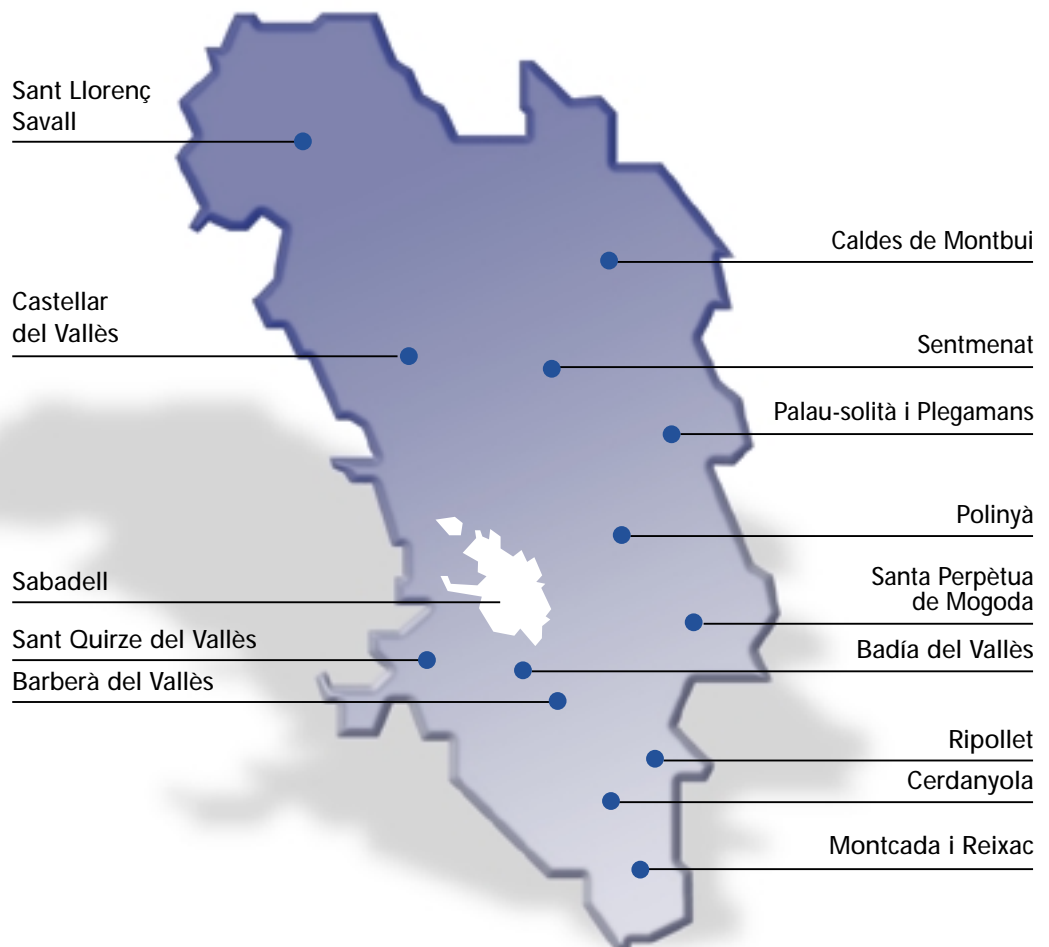 Sant Llorenç
Savall
Caldes de Montbui
Castellar
del Vallès
Sentmenat
Palau-solità i Plegamans
Polinyà
Sabadell
Santa Perpètua
de Mogoda
Sant Quirze del Vallès
Badía del Vallès
Barberà del Vallès
Ripollet
Cerdanyola
Montcada i Reixac